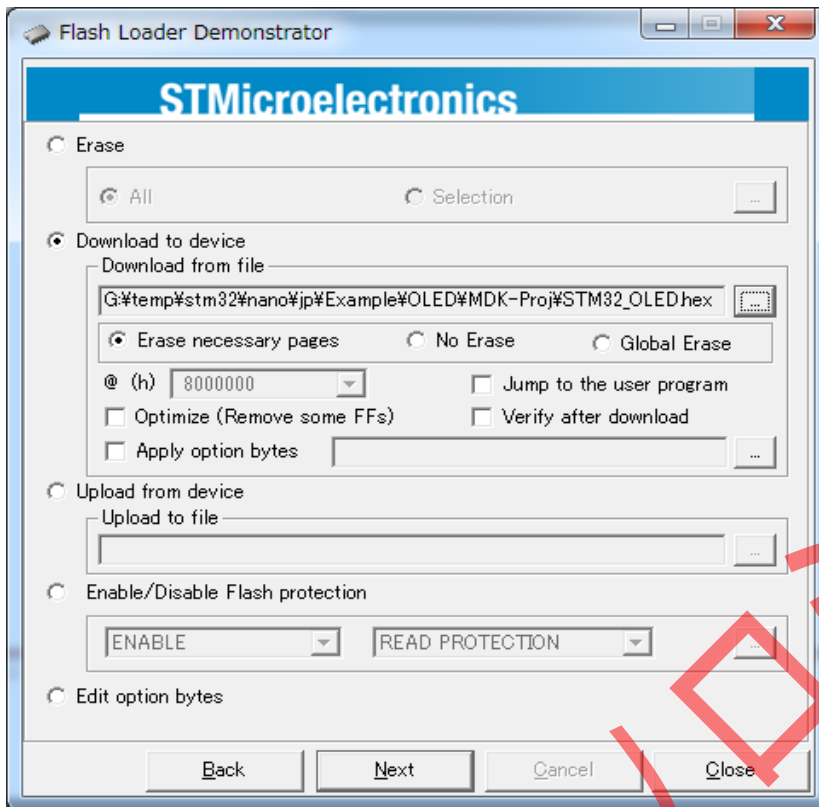 Flash Loader Demonstrator
STMicroelectronics
Erase
All Selection ...
Download to device
Download from file
G:¥temp¥stm32¥nano¥jp¥Example¥OLED¥MDK-Proj¥STM32_OLED.hex ...
Erase necessary pages No Erase Global Erase
@ (h) 8000000 Jump to the user program
Optimize (Remove some FFs) Verify after download
Apply option bytes ...
Upload from device
Upload to file
...
Enable/Disable Flash protection
ENABLE READ PROTECTION ...
Edit option bytes
Back Next Cancel Close